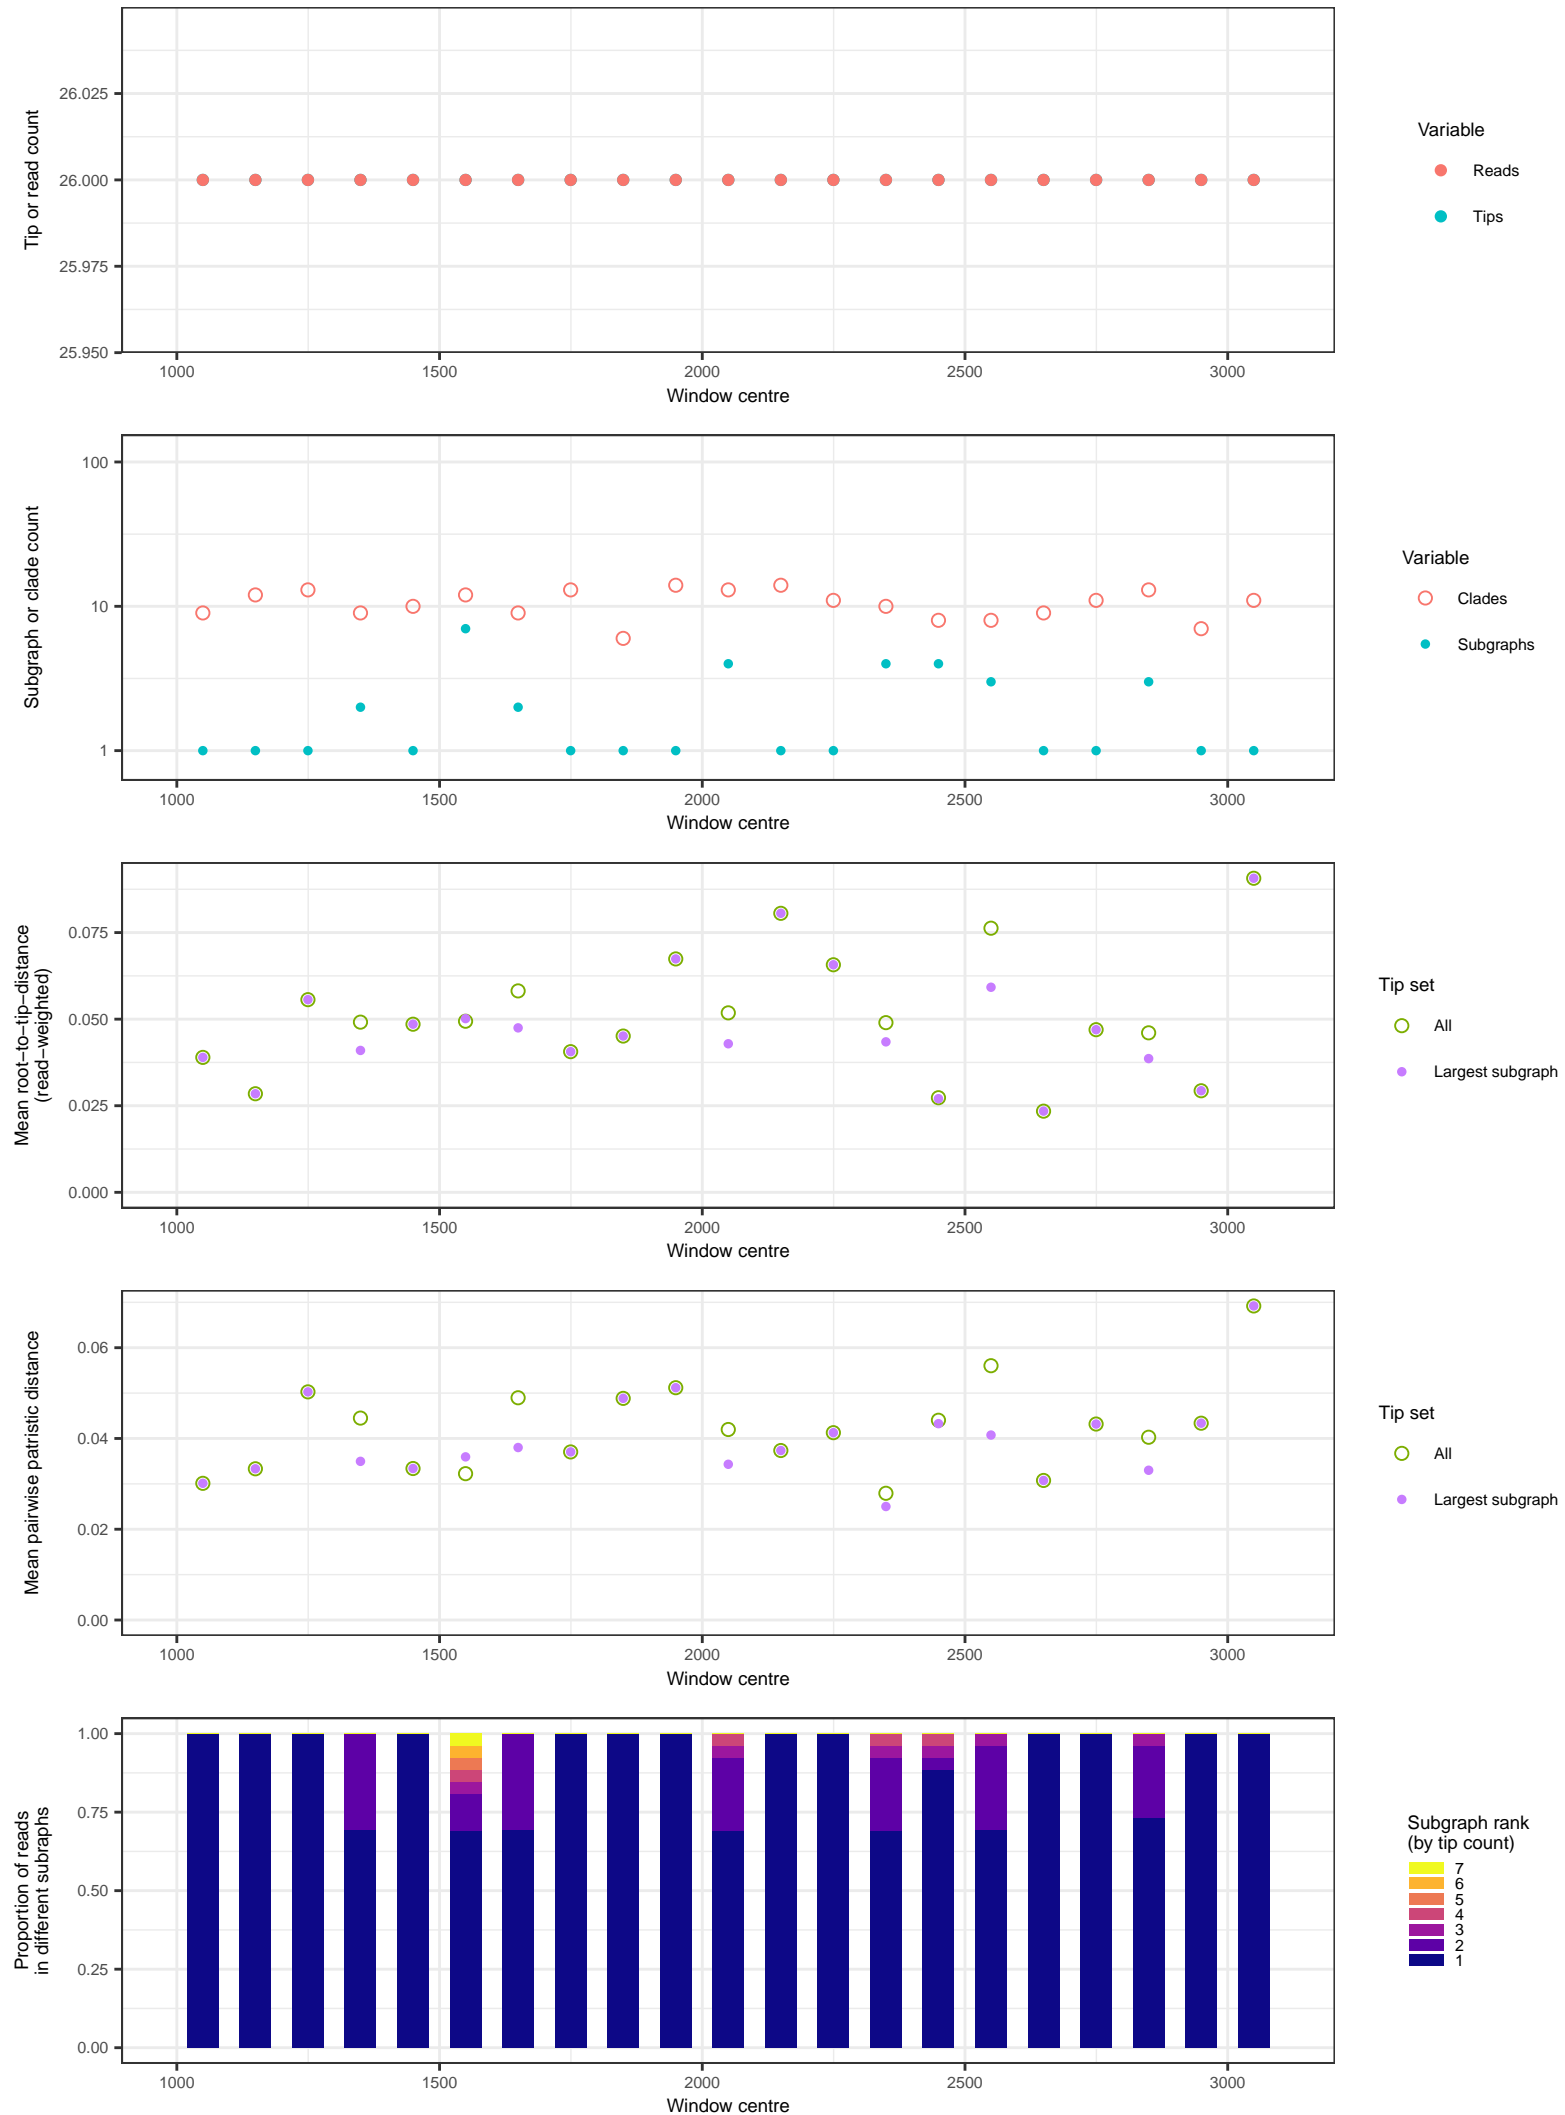 26.025
26.000
25.975
25.950
Tip or read count
1000 1500 2000 2500 3000
Window centre
Variable
Reads
Tips
100
10
1
Subgraph or clade count
1000 1500 2000 2500 3000
Window centre
Variable
Clades
Subgraphs
0.075
0.050
0.025
0.000
Mean root−to−tip−distance
(read−weighted)
1000 1500 2000 2500 3000
Window centre
Tip set
All
Largest subgraph
0.06
0.04
0.02
0.00
Mean pairwise patristic distance
1000 1500 2000 2500 3000
Window centre
Tip set
All
Largest subgraph
1.00
0.75
0.50
0.25
0.00
Proportion of reads
in different subraphs
1000 1500 2000 2500 3000
Window centre
Subgraph rank
(by tip count)
7
6
5
4
3
2
1